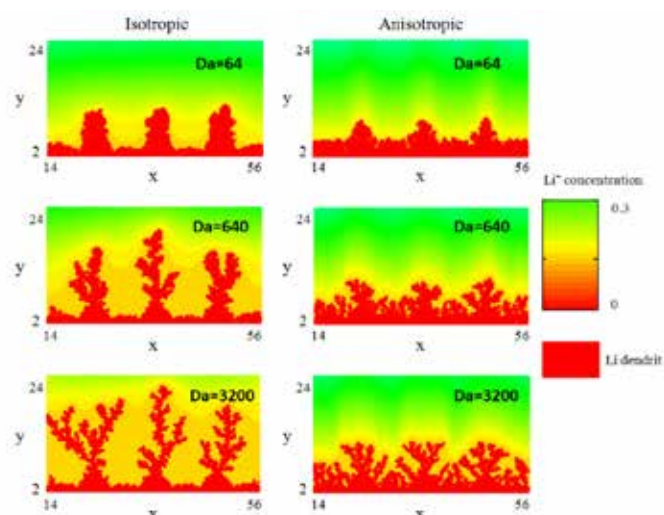 Isotropic
Anisotropic
24
Da=64
y
2
14
x
56
24
Da=64
y
2
14
x
56
Li⁺ concentration
0.3
0
Li dendrit
24
Da=640
y
2
14
x
56
24
Da=640
y
2
14
x
56
24
Da=3200
y
2
14
x
56
24
Da=3200
y
2
14
x
56